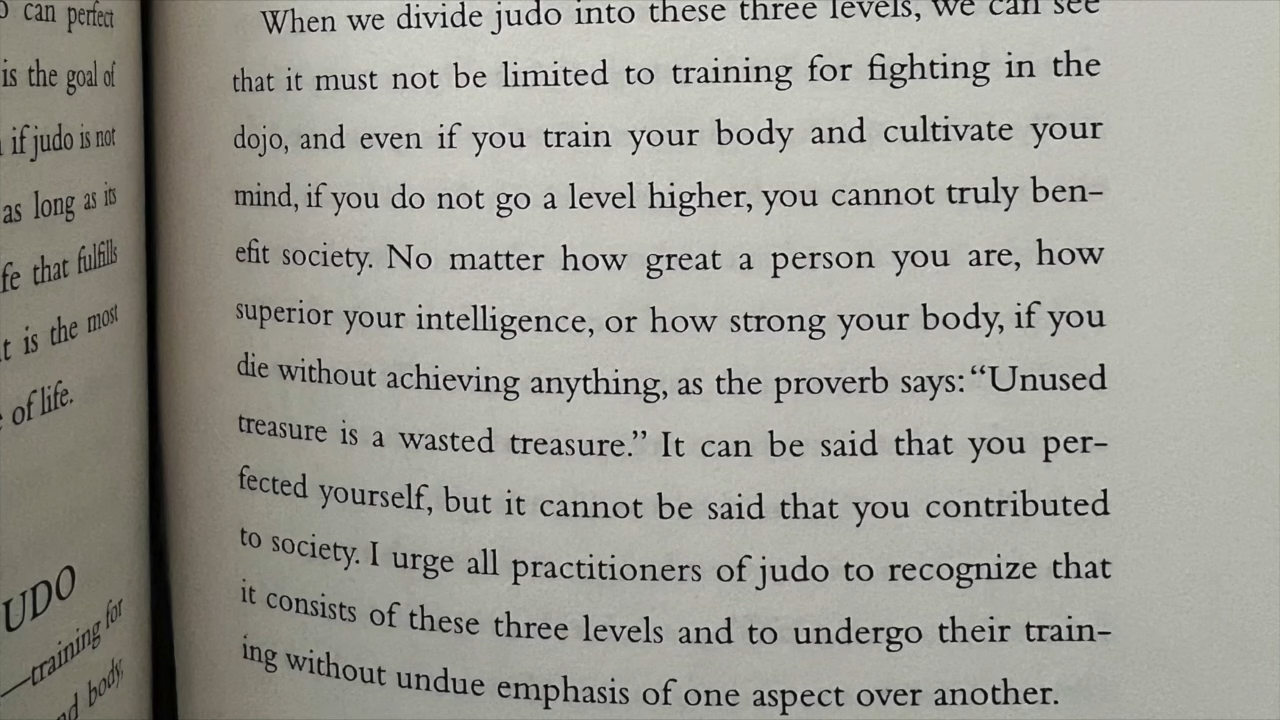 can perfect
is the goal of
if judo is not
as long as its
that fulfills
is the most
of life.
UDO
—training for
body,
When we divide judo into these three levels, we can see
that it must not be limited to training for fighting in the
dojo, and even if you train your body and cultivate your
mind, if you do not go a level higher, you cannot truly ben-
efit society. No matter how great a person you are, how
superior your intelligence, or how strong your body, if you
die without achieving anything, as the proverb says: “Unused
treasure is a wasted treasure.” It can be said that you per-
fected yourself, but it cannot be said that you contributed
to society. I urge all practitioners of judo to recognize that
it consists of these three levels and to undergo their train-
ing without undue emphasis of one aspect over another.